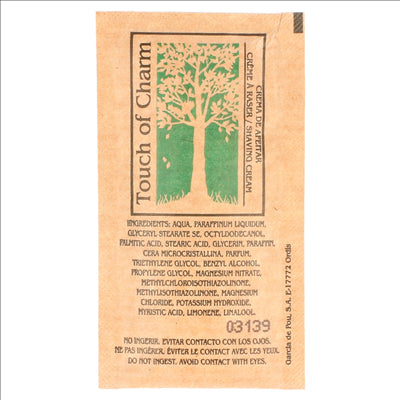 Touch of Charm
CREMA DE AFEITAR
CRÈME À RASER / SHAVING CREAM
INGREDIENTS: AQUA, PARAFFINUM LIQUIDUM,
GLYCERYL STEARATE SE, OCTYLDODECANOL,
PALMITIC ACID, STEARIC ACID, GLYCERIN, PARAFFIN,
CERA MICROCRISTALLINA, PARFUM,
TRIETHYLENE GLYCOL, BENZYL ALCOHOL,
PROPYLENE GLYCOL, MAGNESIUM NITRATE,
METHYLCHLOROISOTHIAZOLINONE,
METHYLISOTHIAZOLINONE, MAGNESIUM
CHLORIDE, POTASSIUM HYDROXIDE,
MYRISTIC ACID, LIMONENE, LINALOOL.
03139
NO INGERIR. EVITAR CONTACTO CON LOS OJOS.
NE PAS INGÉRER. ÉVITER LE CONTACT AVEC LES YEUX.
DO NOT INGEST. AVOID CONTACT WITH EYES.
García de Pou, S.A. E-17772 Ordis